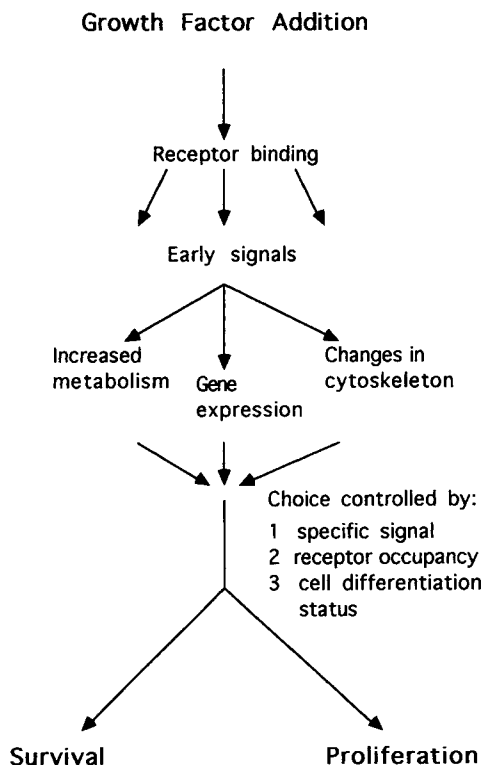 Growth Factor Addition
Receptor binding
Early signals
Increased
metabolism
Gene
expression
Changes in
cytoskeleton
Choice controlled by:
1 specific signal
2 receptor occupancy
3 cell differentiation
status
Survival
Proliferation